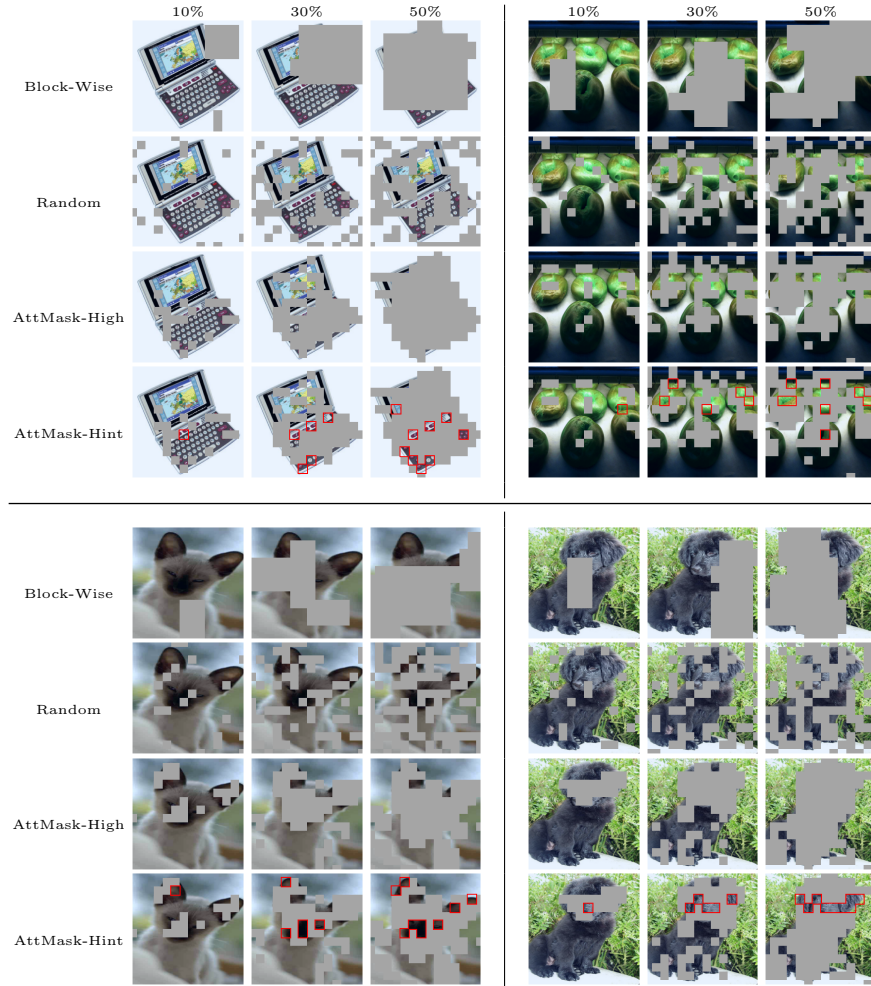 10% 30% 50% 10% 30% 50%
Block-Wise
Random
AttMask-High
AttMask-Hint
Block-Wise
Random
AttMask-High
AttMask-Hint